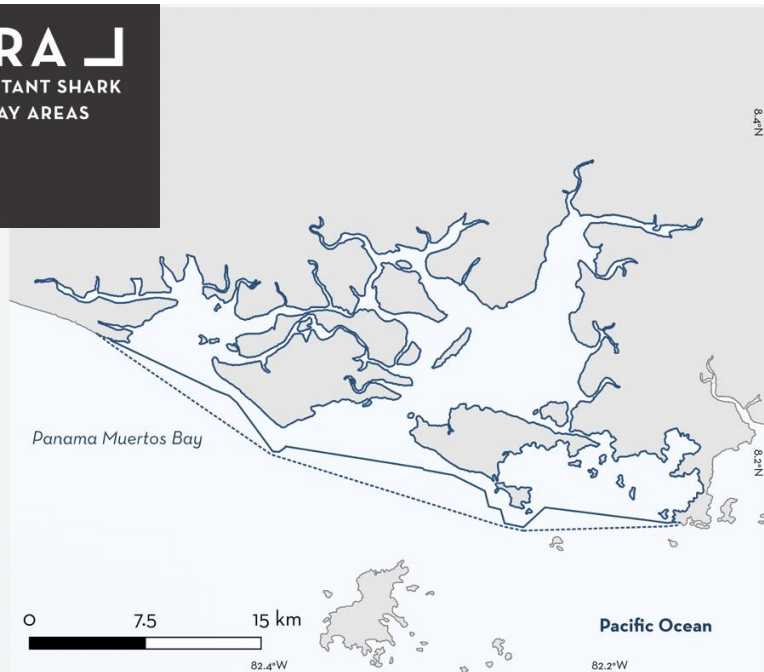 RA
TANT SHARK
AY AREAS
8.4°N
Panama Muertos Bay
8.2°N
0 7.5 15 km
Pacific Ocean
82.4°W 82.2°W